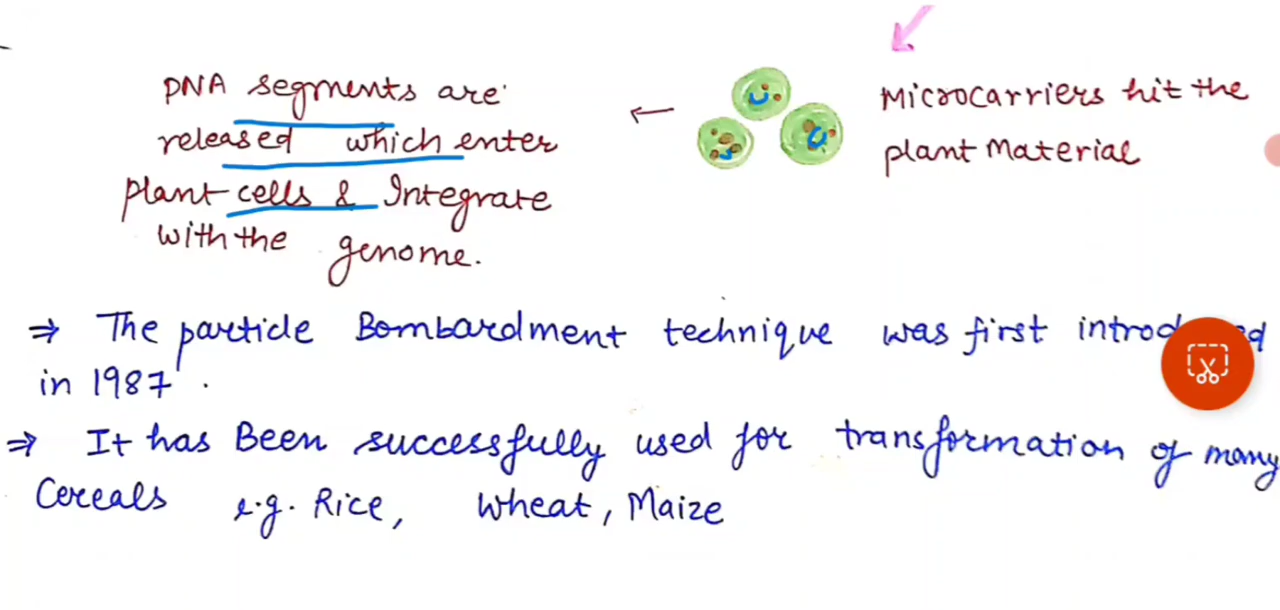 Microcarriers hit the
plant Material
DNA segments are
released which enter
plant cells & Integrate
with the genome.
⇒ The particle Bombardment technique was first introd ed
in 1987.
⇒ It has Been successfully used for transformation of many
Cereals e.g. Rice, Wheat, Maize